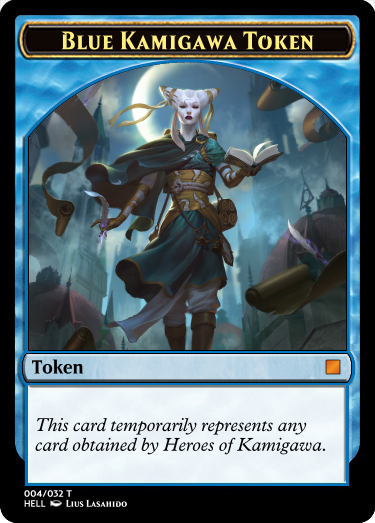 Blue Kamigawa Token
Token
This card temporarily represents any
card obtained by Heroes of Kamigawa.
004/032 T
HELL Lius Lasahido